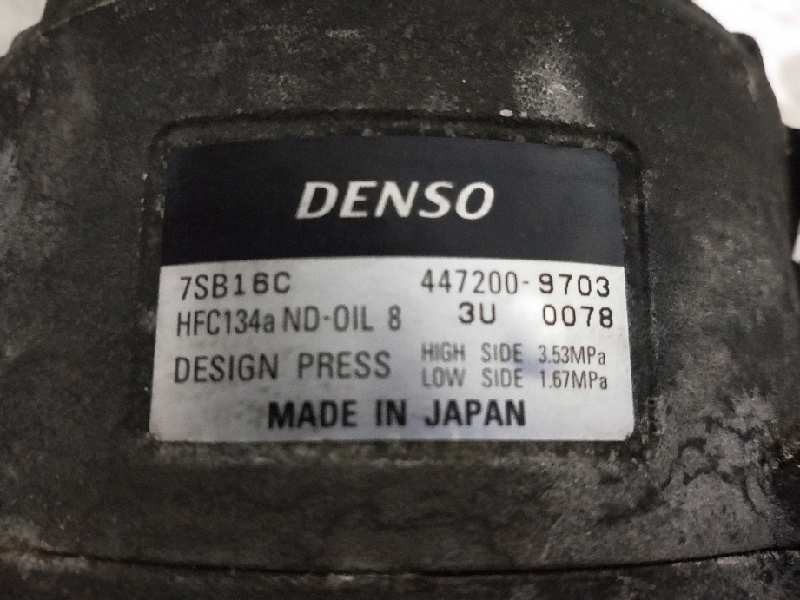 DENSO
7SB16C 447200-9703
HFC134a ND-OIL 8 3U 0078
DESIGN PRESS HIGH SIDE 3.53MPa
LOW SIDE 1.67MPa
MADE IN JAPAN